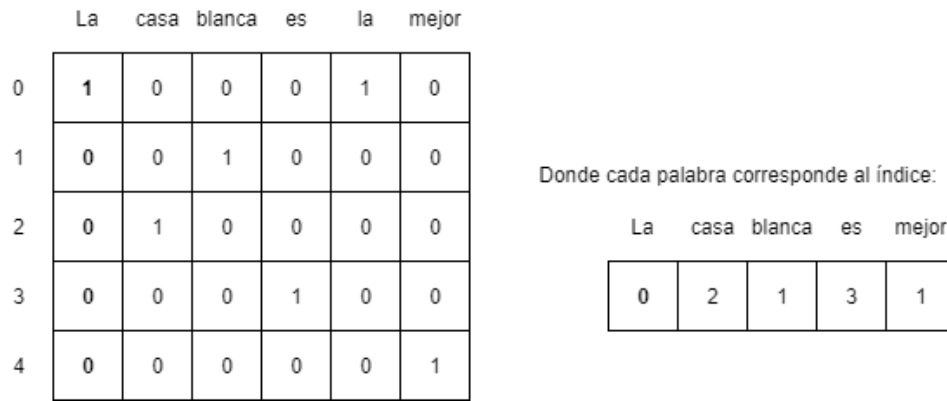 La casa blanca es la mejor
0 1 0 0 0 1 0
1 0 0 1 0 0 0
2 0 1 0 0 0 0
3 0 0 0 1 0 0
4 0 0 0 0 0 1
Donde cada palabra corresponde al índice:
La casa blanca es mejor
0 2 1 3 1